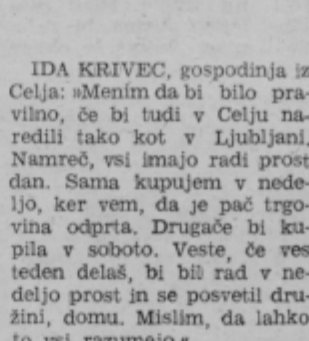 IDA KRIVEC, gospodinja iz
Celja: »Menim da bi bilo pra-
vilno, če bi tudi v Celju na-
redili tako kot v Ljubljani.
Namreč, vsi imajo radi prost
dan. Sama kupujem v nede-
ljo, ker vem, da je pač trgo-
vina odprta. Drugače bi ku-
pila v soboto. Veste, če ves
teden delaš, bi bil rad v ne-
deljo prost in se posvetil dru-
žini, domu. Mislim, da lahko
to vsi razumejo.«